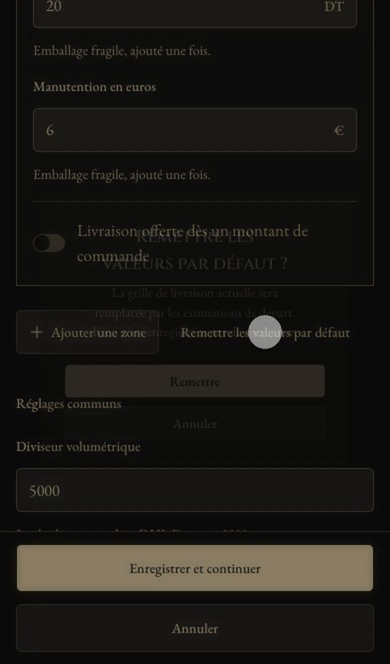 20 DT
Emballage fragile, ajouté une fois.
Manutention en euros
6 €
Emballage fragile, ajouté une fois.
Livraison offerte dès un montant de
commande
REMETTRE LES
VALEURS PAR DÉFAUT ?
La grille de livraison actuelle sera
remplacée par les estimations de départ.
+ Ajouter une zone
Remettre les valeurs par défaut
Remettre
Réglages communs
Annuler
Diviseur volumétrique
5000
Enregistrer et continuer
Annuler